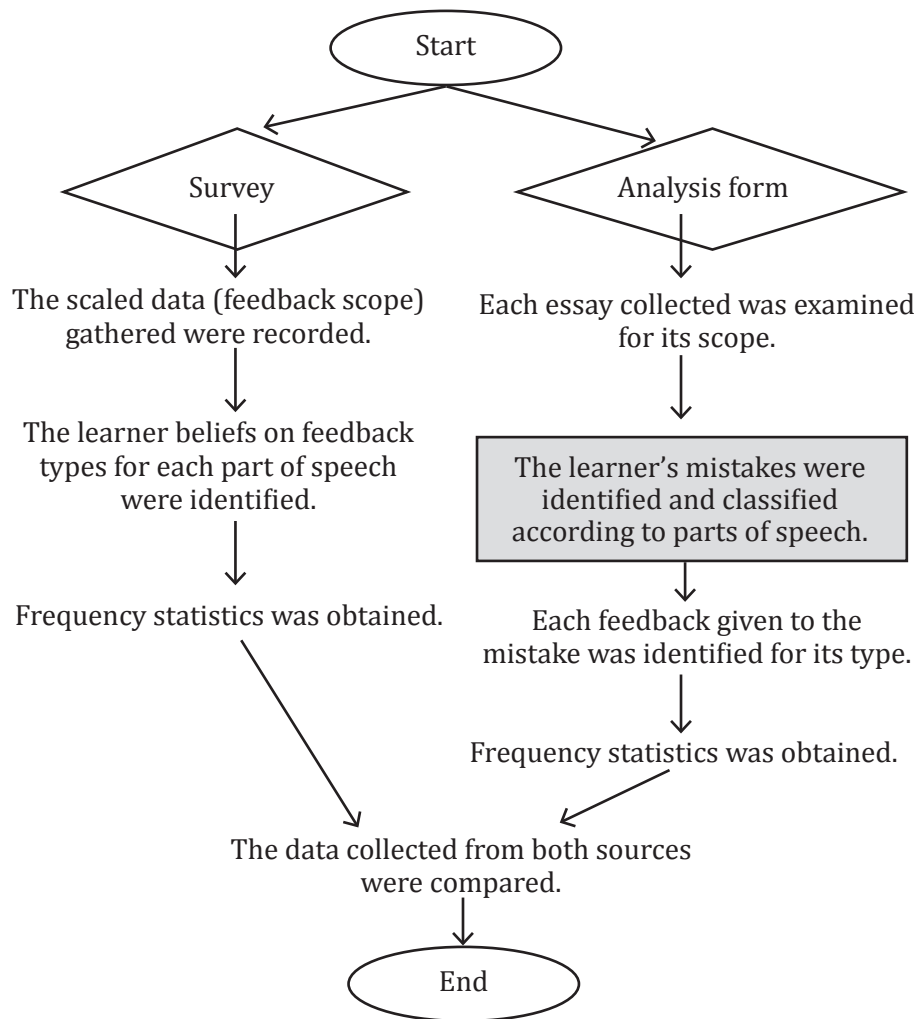 Start
Survey
The scaled data (feedback scope)
gathered were recorded.
The learner beliefs on feedback
types for each part of speech
were identified.
Frequency statistics was obtained.
Analysis form
Each essay collected was examined
for its scope.
The learner’s mistakes were
identified and classified
according to parts of speech.
Each feedback given to the
mistake was identified for its type.
Frequency statistics was obtained.
The data collected from both sources
were compared.
End